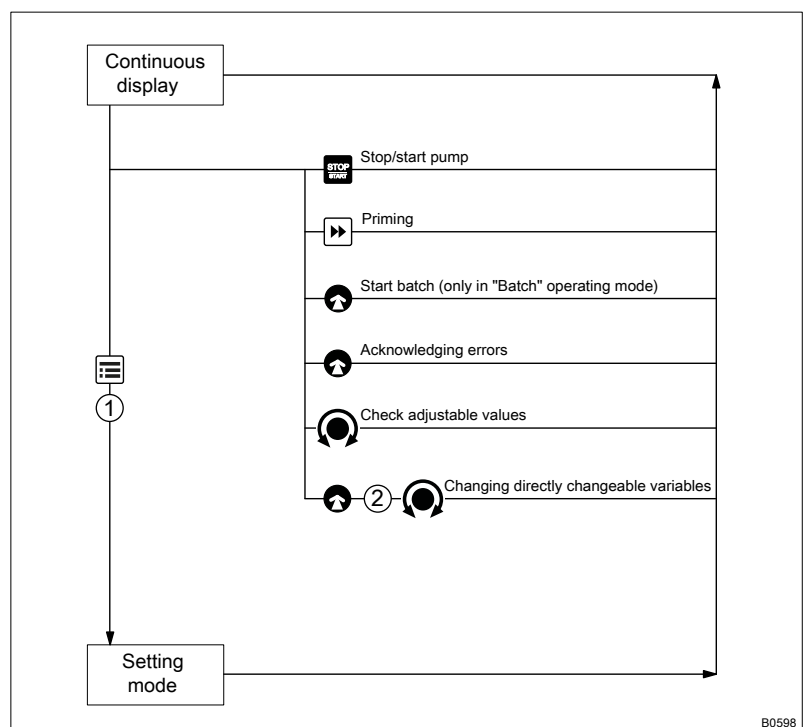 Continuous
display
STOP
START
Stop/start pump
Priming
Start batch (only in "Batch" operating mode)
Acknowledging errors
1
Check adjustable values
2
Changing directly changeable variables
Setting
mode
B0598